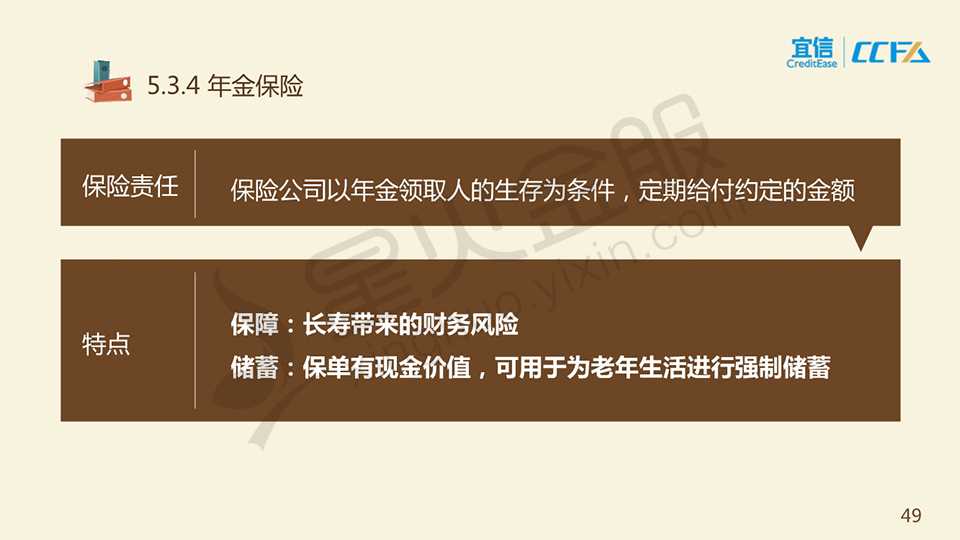 宜信
CreditEase
CCFA
5.3.4 年金保险
保险责任
保险公司以年金领取人的生存为条件，定期给付约定的金额
特点
保障：长寿带来的财务风险
储蓄：保单有现金价值，可用于为老年生活进行强制储蓄
星火金服
xinghuo.yixin.com
49